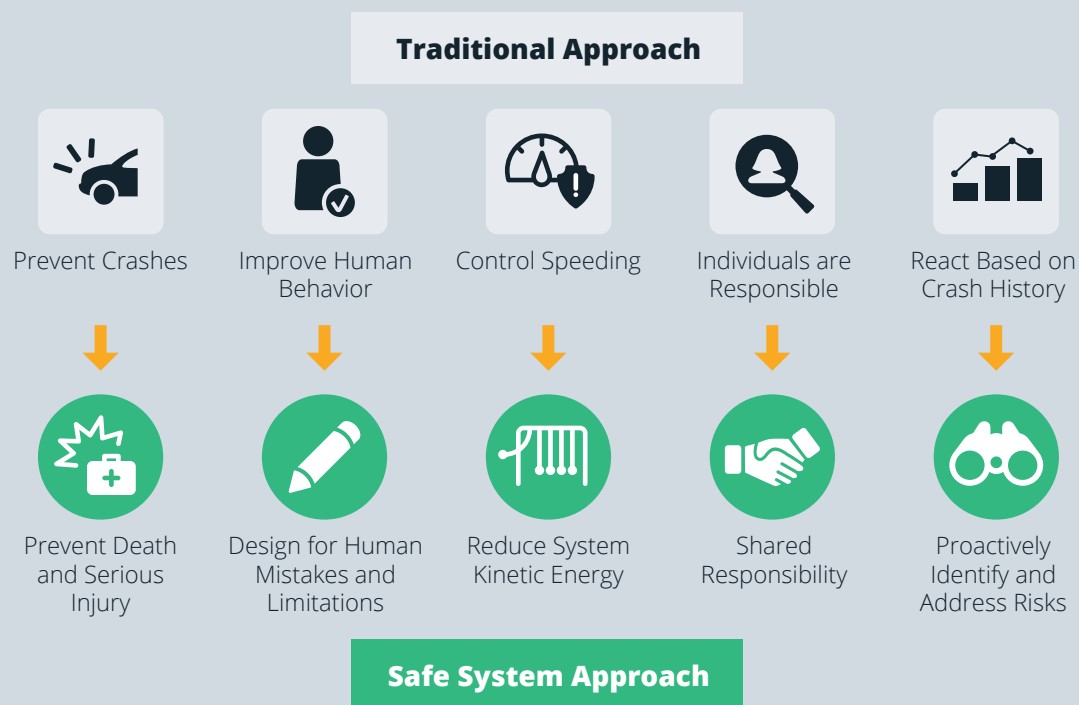 Traditional Approach
Prevent Crashes
Improve Human
Behavior
Control Speeding
Individuals are
Responsible
React Based on
Crash History
Prevent Death
and Serious
Injury
Design for Human
Mistakes and
Limitations
Reduce System
Kinetic Energy
Shared
Responsibility
Proactively
Identify and
Address Risks
Safe System Approach